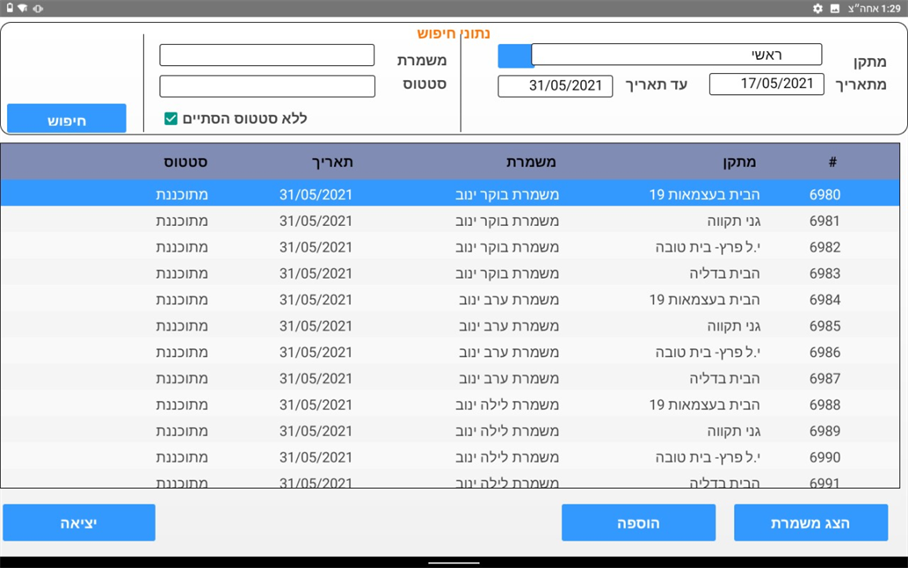 1:29 אחה״צ
נתוני חיפוש
מתקן ראשי
מתאריך 17/05/2021 עד תאריך 31/05/2021
משמרת
סטטוס
ללא סטטוס הסתיים
חיפוש
# מתקן משמרת תאריך סטטוס
6980 הבית בעצמאות 19 משמרת בוקר ינוב 31/05/2021 מתוכננת
6981 גני תקווה משמרת בוקר ינוב 31/05/2021 מתוכננת
6982 י.ל פרץ- בית טובה משמרת בוקר ינוב 31/05/2021 מתוכננת
6983 הבית בדליה משמרת בוקר ינוב 31/05/2021 מתוכננת
6984 הבית בעצמאות 19 משמרת ערב ינוב 31/05/2021 מתוכננת
6985 גני תקווה משמרת ערב ינוב 31/05/2021 מתוכננת
6986 י.ל פרץ- בית טובה משמרת ערב ינוב 31/05/2021 מתוכננת
6987 הבית בדליה משמרת ערב ינוב 31/05/2021 מתוכננת
6988 הבית בעצמאות 19 משמרת לילה ינוב 31/05/2021 מתוכננת
6989 גני תקווה משמרת לילה ינוב 31/05/2021 מתוכננת
6990 י.ל פרץ- בית טובה משמרת לילה ינוב 31/05/2021 מתוכננת
6991 הבית בדליה משמרת לילה ינוב 31/05/2021 מתוכננת
הצג משמרת
הוספה
יציאה